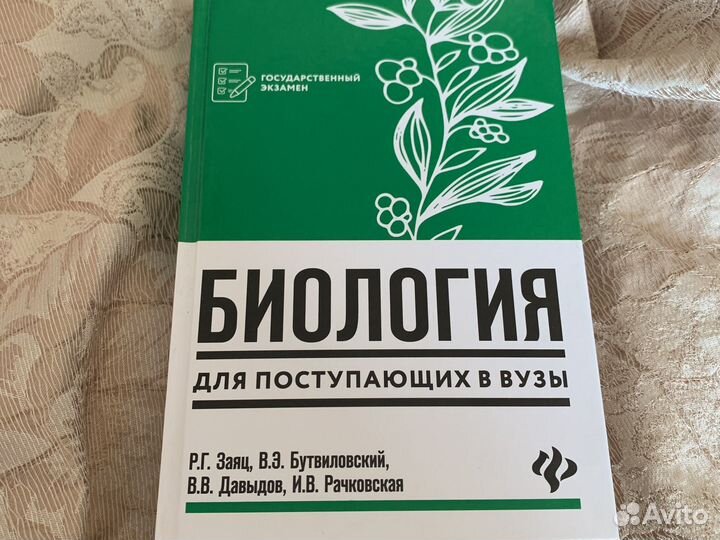 ГОСУДАРСТВЕННЫЙ
ЭКЗАМЕН
БИОЛОГИЯ
ДЛЯ ПОСТУПАЮЩИХ В ВУЗЫ
Р.Г. Заяц, В.Э. Бутвиловский,
В.В. Давыдов, И.В. Рачковская
Avito